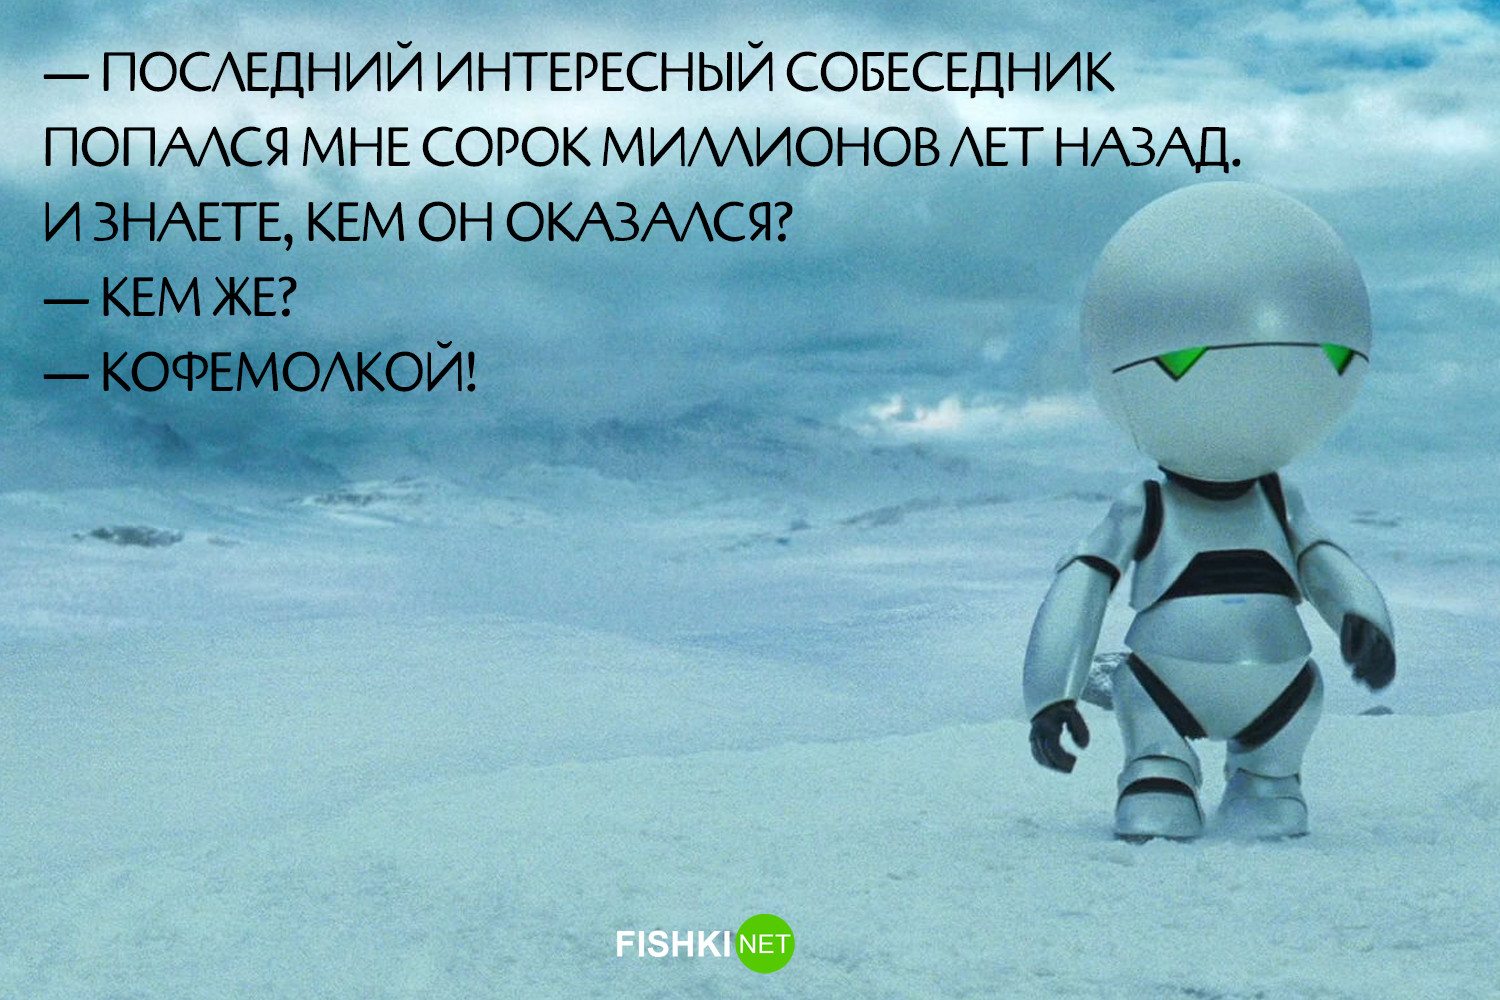 — ПОСЛЕДНИЙ ИНТЕРЕСНЫЙ СОБЕСЕДНИК
ПОПАЛСЯ МНЕ СОРОК МИЛЛИОНОВ ЛЕТ НАЗАД.
И ЗНАЕТЕ, КЕМ ОН ОКАЗАЛСЯ?
— КЕМ ЖЕ?
— КОФЕМОЛКОЙ!
FISHKI NET